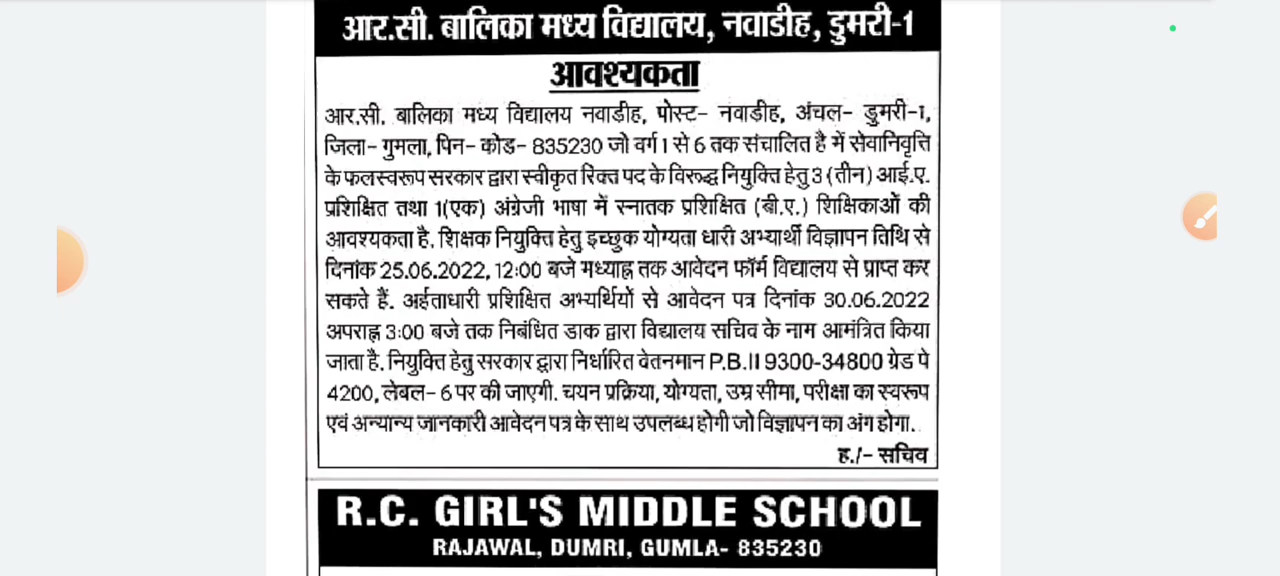 आर.सी. बालिका मध्य विद्यालय, नवाडीह, डुमरी-1
आवश्यकता
आर.सी. बालिका मध्य विद्यालय नवाडीह, पोस्ट- नवाडीह, अंचल- डुमरी-1,
जिला- गुमला, पिन- कोड- 835230 जो वर्ग 1 से 6 तक संचालित है में सेवानिवृत्ति
के फलस्वरूप सरकार द्वारा स्वीकृत रिक्त पद के विरूद्ध नियुक्ति हेतु 3 (तीन) आई.ए.
प्रशिक्षित तथा 1(एक) अंग्रेजी भाषा में स्नातक प्रशिक्षित (बी.ए.) शिक्षिकाओं की
आवश्यकता है. शिक्षक नियुक्ति हेतु इच्छुक योग्यता धारी अभ्यार्थी विज्ञापन तिथि से
दिनांक 25.06.2022, 12:00 बजे मध्याह्न तक आवेदन फॉर्म विद्यालय से प्राप्त कर
सकते हैं. अर्हताधारी प्रशिक्षित अभ्यर्थियों से आवेदन पत्र दिनांक 30.06.2022
अपराह्न 3:00 बजे तक निबंधित डाक द्वारा विद्यालय सचिव के नाम आमंत्रित किया
जाता है. नियुक्ति हेतु सरकार द्वारा निर्धारित वेतनमान P.B.II 9300-34800 ग्रेड पे
4200, लेबल- 6 पर की जाएगी. चयन प्रक्रिया, योग्यता, उम्र सीमा, परीक्षा का स्वरूप
एवं अन्यान्य जानकारी आवेदन पत्र के साथ उपलब्ध होगी जो विज्ञापन का अंग होगा.
ह./- सचिव
R.C. GIRL'S MIDDLE SCHOOL
RAJAWAL, DUMRI, GUMLA- 835230